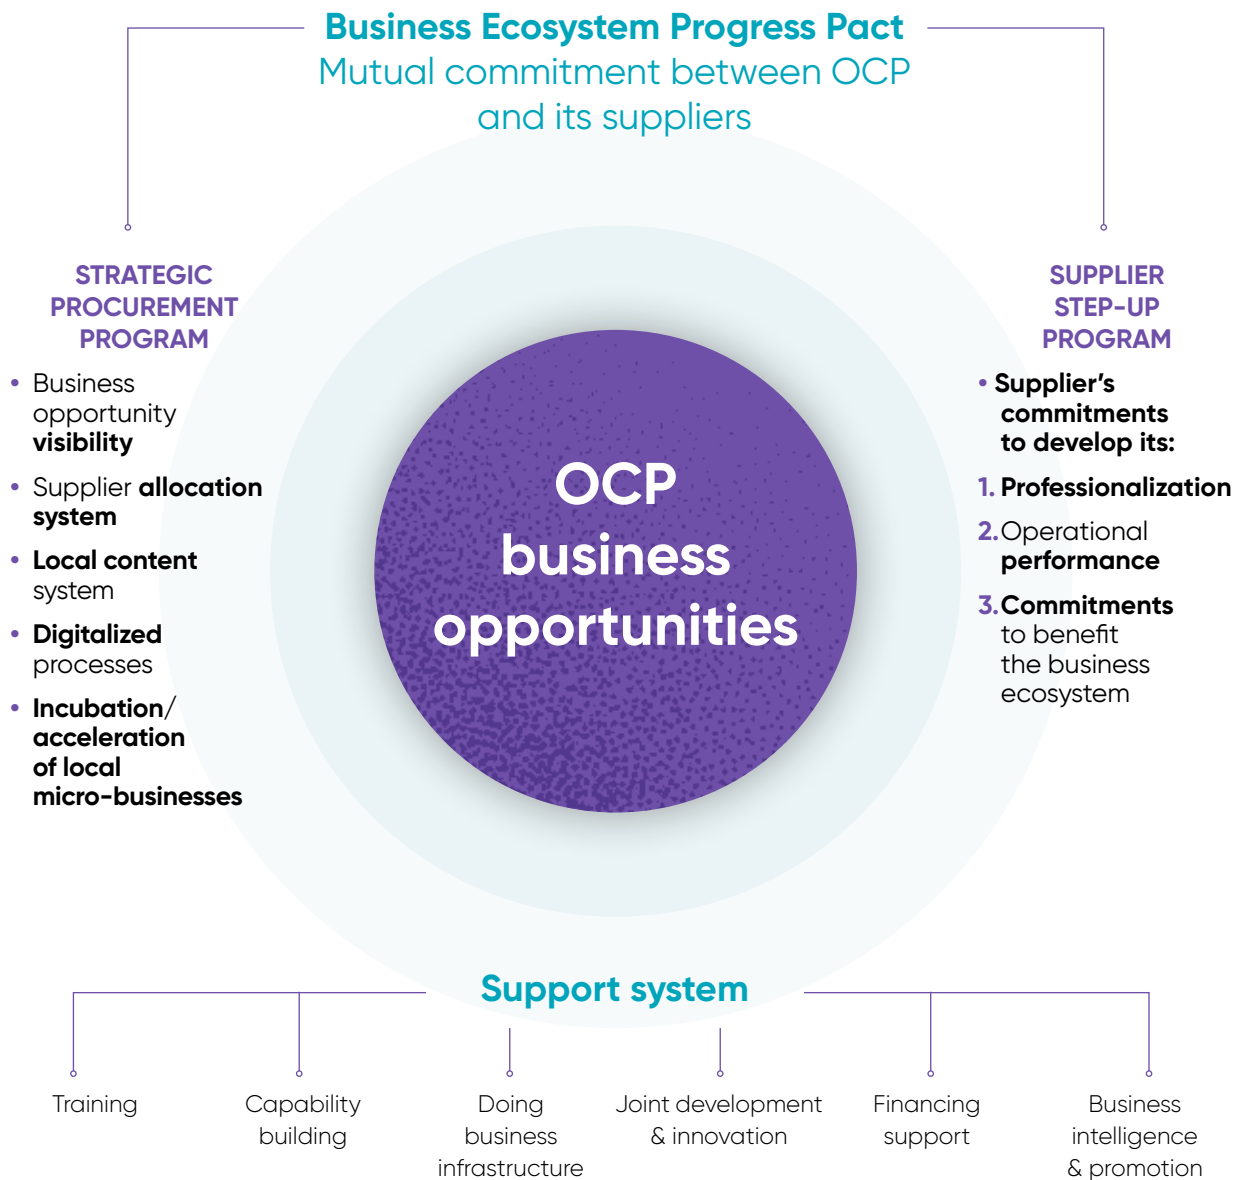 Business Ecosystem Progress Pact
Mutual commitment between OCP
and its suppliers
STRATEGIC
PROCUREMENT
PROGRAM
• Business
opportunity
visibility
• Supplier allocation
system
• Local content
system
• Digitalized
processes
• Incubation/
acceleration
of local
micro-businesses
OCP
business
opportunities
SUPPLIER
STEP-UP
PROGRAM
• Supplier’s
commitments
to develop its:
1. Professionalization
2. Operational
performance
3. Commitments
to benefit
the business
ecosystem
Support system
Training
Capability
building
Doing
business
infrastructure
Joint development
& innovation
Financing
support
Business
intelligence
& promotion